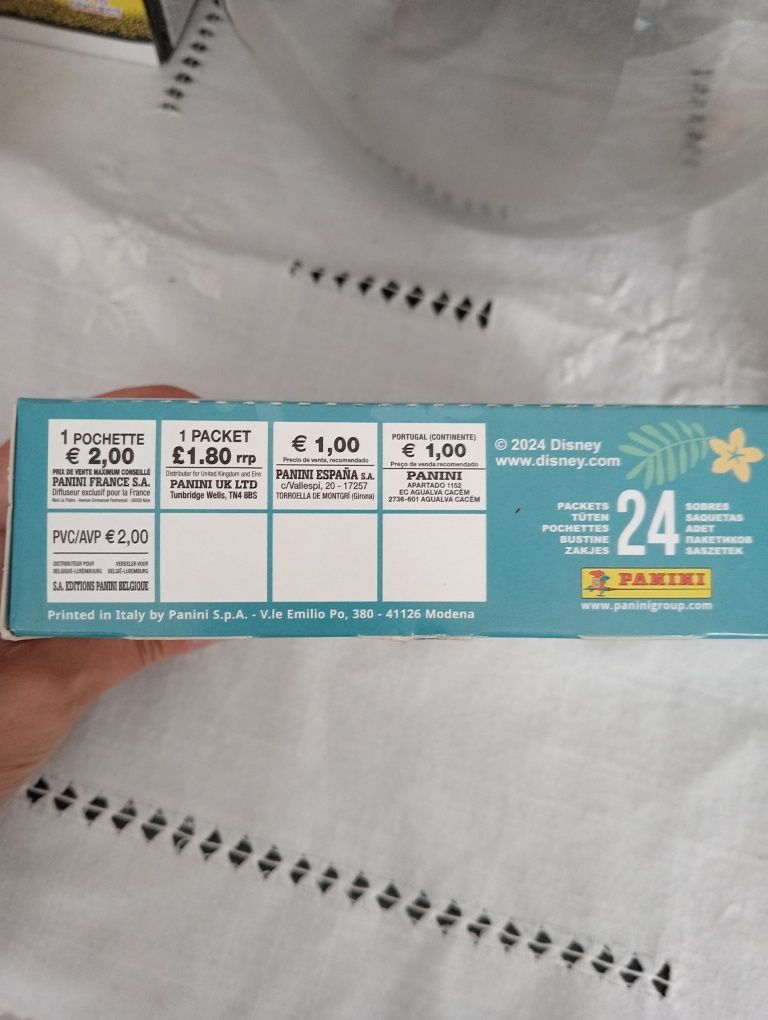 1 POCHETTE
€ 2,00
PRIX DE VENTE MAXIMUM CONSEILLÉ
PANINI FRANCE S.A.
Diffuseur exclusif pour la France
1 PACKET
£1.80 rrp
Distributor for United Kingdom and Eire:
PANINI UK LTD
Tunbridge Wells, TN4 8BS
€ 1,00
Precio de venta, recomendado
PANINI ESPAÑA S.A.
c/Vallespí, 20 - 17257
TORROELLA DE MONTGRÍ (Girona)
PORTUGAL (CONTINENTE)
€ 1,00
Preço de venda recomendado
PANINI
APARTADO 1152
EC AGUALVA CACÉM
2736-601 AGUALVA CACÉM
PVC/AVP € 2,00
DISTRIBUTEUR POUR VERDELER VOOR
BELGIQUE-LUXEMBOURG BELGIË-LUXEMBURG
S.A. EDITIONS PANINI BELGIQUE
Printed in Italy by Panini S.p.A. - V.le Emilio Po, 380 - 41126 Modena
© 2024 Disney
www.disney.com
PACKETS
TÜTEN
POCHETTES
BUSTINE
ZAKJES
24
SOBRES
SAQUETAS
ADET
ПАКЕТИКОВ
SASZETEK
PANINI
www.paninigroup.com